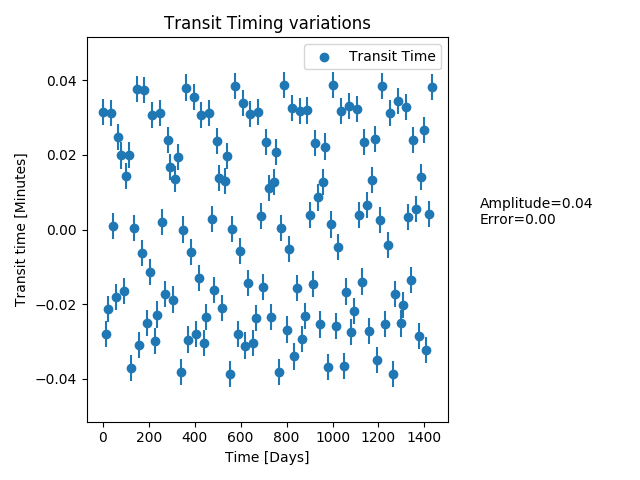 Transit Timing variations
Transit Time
0.04
0.02
0.00
−0.02
−0.04
Transit time [Minutes]
0
200
400
600
800
1000
1200
1400
Time [Days]
Amplitude=0.04
Error=0.00